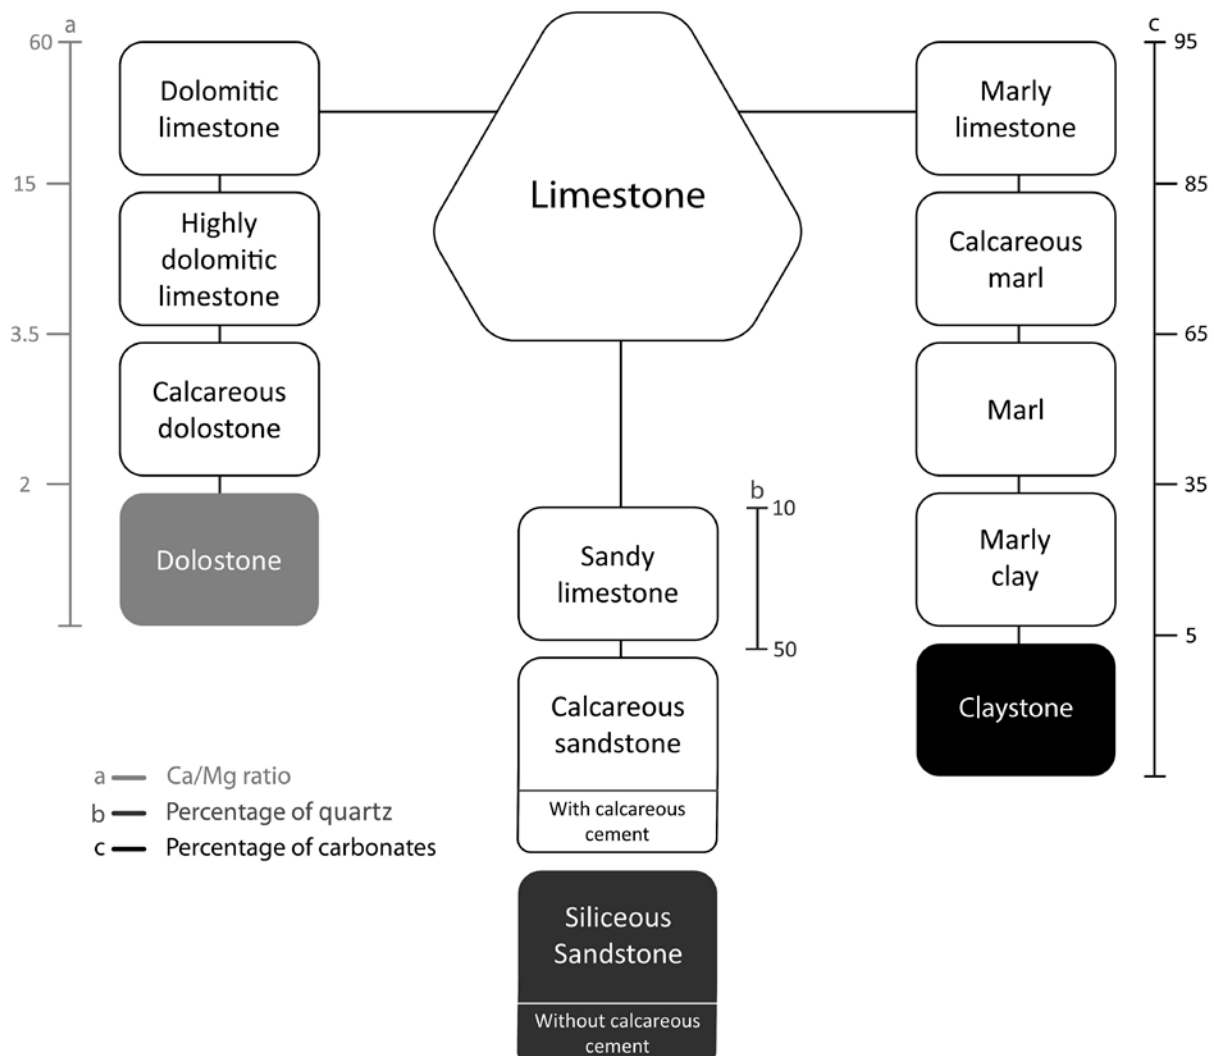 a
60
15
3.5
2
Dolomitic
limestone
Highly
dolomitic
limestone
Calcareous
dolostone
Dolostone
Limestone
b
10
50
Sandy
limestone
Calcareous
sandstone
With calcareous
cement
Siliceous
Sandstone
Without calcareous
cement
Marly
limestone
Calcareous
marl
Marl
Marly
clay
Claystone
c
95
85
65
35
5
a Ca/Mg ratio
b Percentage of quartz
c Percentage of carbonates